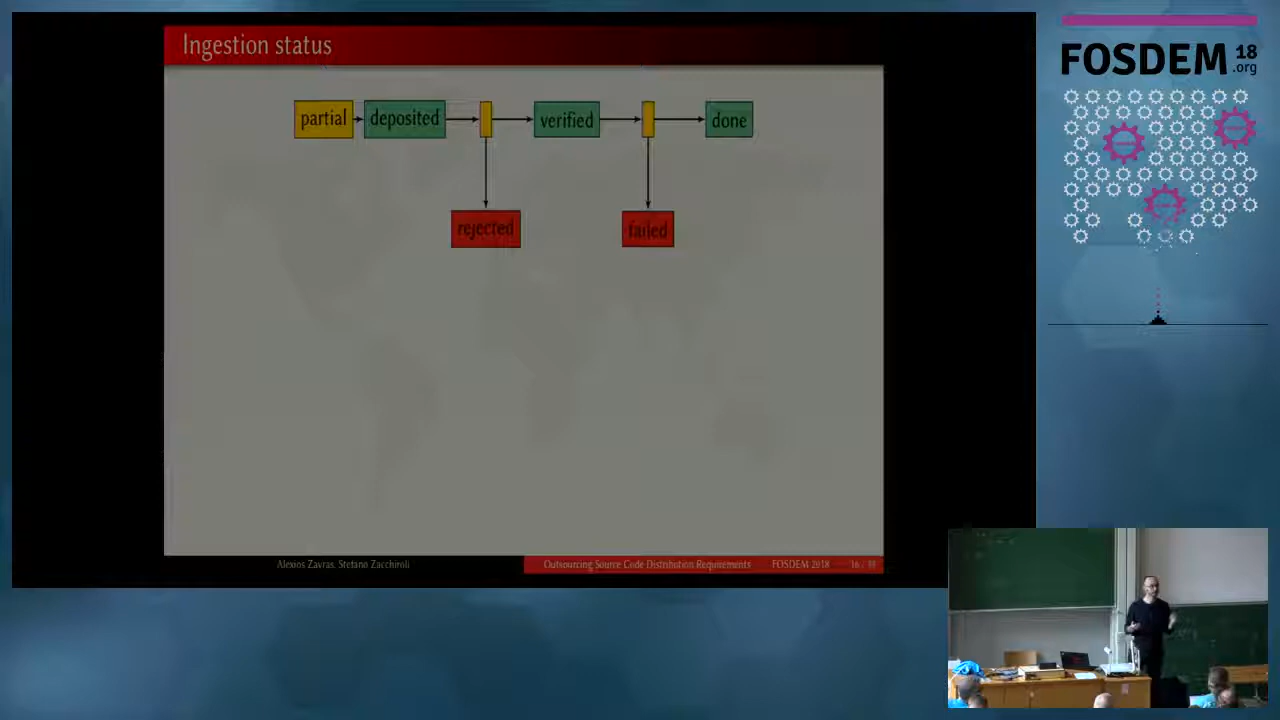 Ingestion status
partial deposited verified done
rejected failed
Alexios Zavras, Stefano Zacchiroli Outsourcing Source Code Distribution Requirements FOSDEM 2018
FOSDEM 18
.org